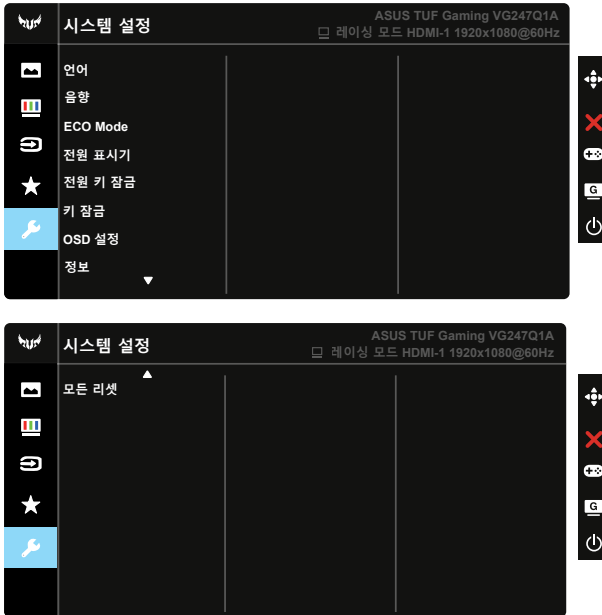 시스템 설정
ASUS TUF Gaming VG247Q1A
레이싱 모드 HDMI-1 1920x1080@60Hz
언어
음향
ECO Mode
전원 표시기
전원 키 잠금
키 잠금
OSD 설정
정보
G
시스템 설정
ASUS TUF Gaming VG247Q1A
레이싱 모드 HDMI-1 1920x1080@60Hz
모든 리셋
G